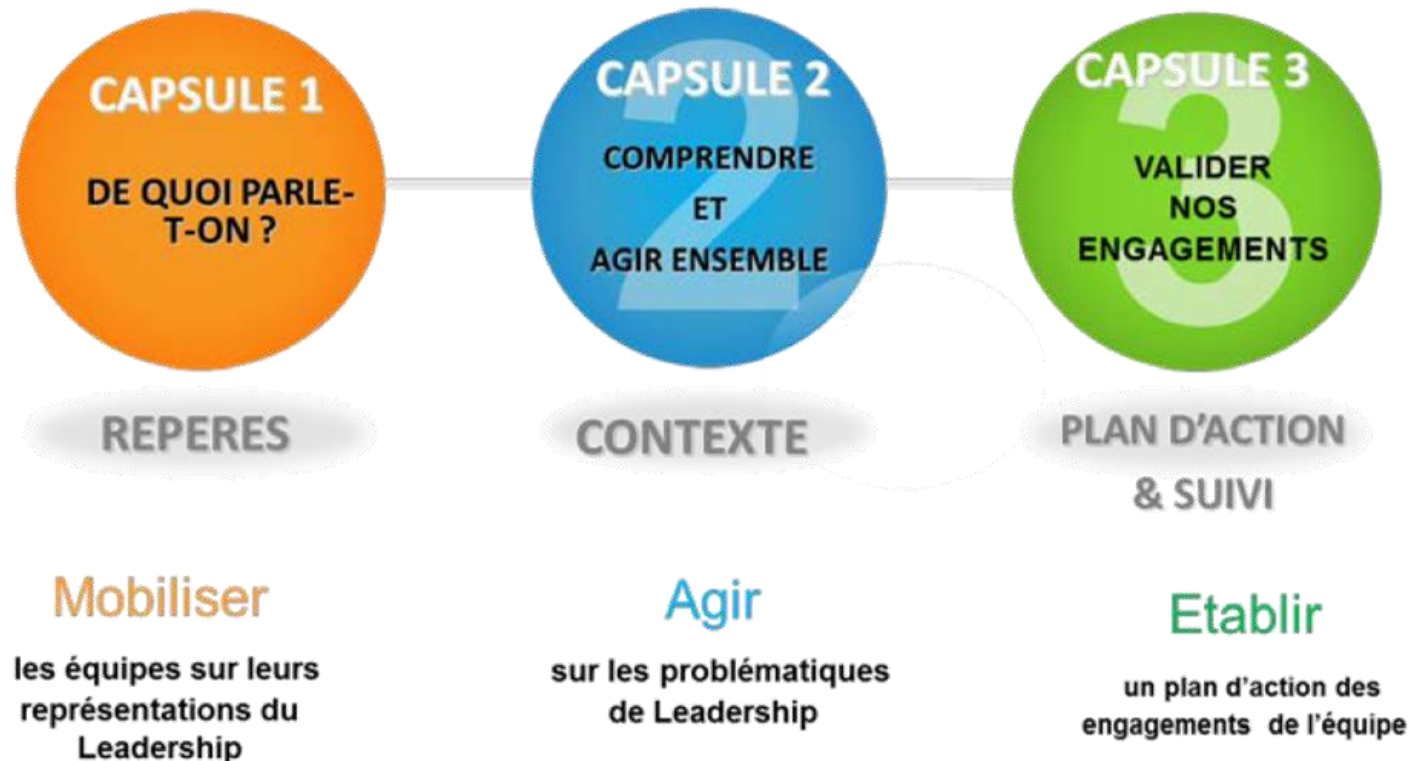 CAPSULE 1
DE QUOI PARLE-
T-ON ?
REPERES
Mobiliser
les équipes sur leurs
représentations du
Leadership
2
CAPSULE 2
COMPRENDRE
ET
AGIR ENSEMBLE
CONTEXTE
Agir
sur les problématiques
de Leadership
3
CAPSULE 3
VALIDER
NOS
ENGAGEMENTS
PLAN D'ACTION
& SUIVI
Etablir
un plan d'action des
engagements de l'équipe